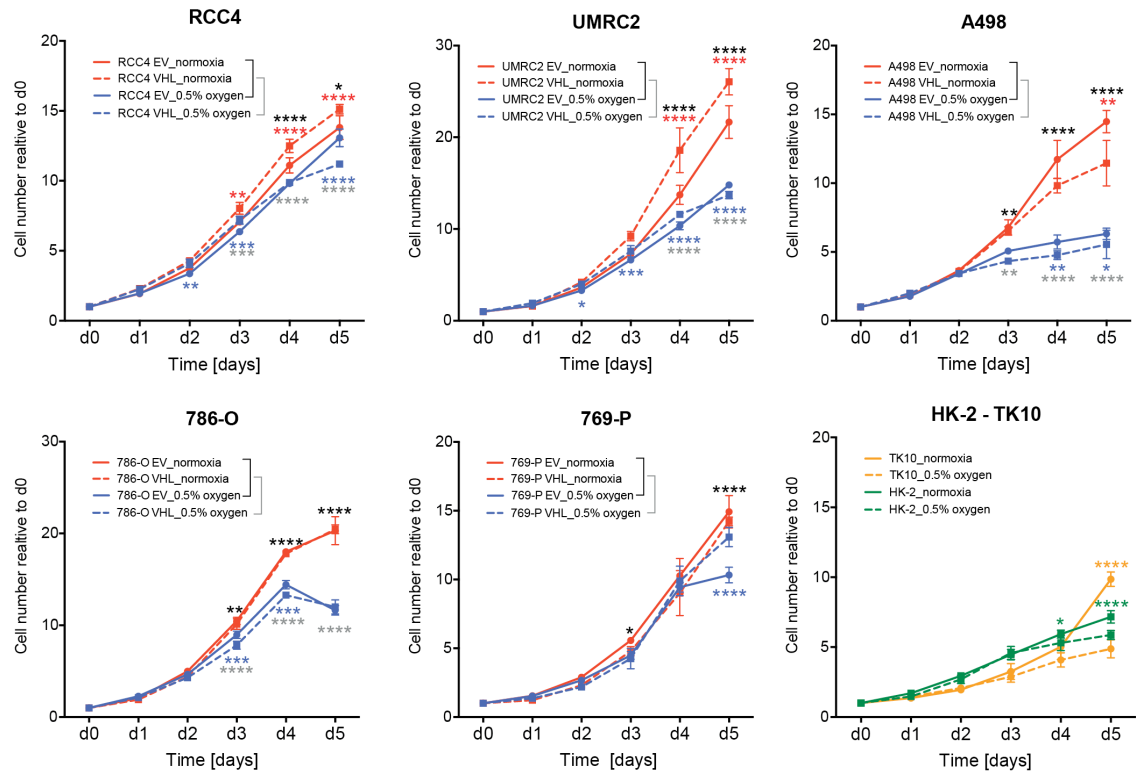 RCC4
Cell number realtive to d0
20
15
10
5
0
RCC4 EV_normoxia
RCC4 VHL_normoxia
RCC4 EV_0.5% oxygen
RCC4 VHL_0.5% oxygen
*
****
****
****
**
****
****
****
***
***
**
d0 d1 d2 d3 d4 d5
Time [days]
UMRC2
Cell number realtive to d0
30
20
10
0
UMRC2 EV_normoxia
UMRC2 VHL_normoxia
UMRC2 EV_0.5% oxygen
UMRC2 VHL_0.5% oxygen
****
****
****
****
****
****
****
****
***
*
d0 d1 d2 d3 d4 d5
Time [days]
A498
Cell number realtive to d0
20
15
10
5
0
A498 EV_normoxia
A498 VHL_normoxia
A498 EV_0.5% oxygen
A498 VHL_0.5% oxygen
****
**
****
**
**
**
****
*
****
d0 d1 d2 d3 d4 d5
Time [days]
786-O
Cell number realtive to d0
30
20
10
0
786-O EV_normoxia
786-O VHL_normoxia
786-O EV_0.5% oxygen
786-O VHL_0.5% oxygen
****
****
**
***
****
****
***
****
d0 d1 d2 d3 d4 d5
Time [days]
769-P
Cell number realtive to d0
20
15
10
5
0
769-P EV_normoxia
769-P VHL_normoxia
769-P EV_0.5% oxygen
769-P VHL_0.5% oxygen
****
*
****
d0 d1 d2 d3 d4 d5
Time [days]
HK-2 - TK10
Cell number realtive to d0
20
15
10
5
0
TK10_normoxia
TK10_0.5% oxygen
HK-2_normoxia
HK-2_0.5% oxygen
****
****
*
d0 d1 d2 d3 d4 d5
Time [days]